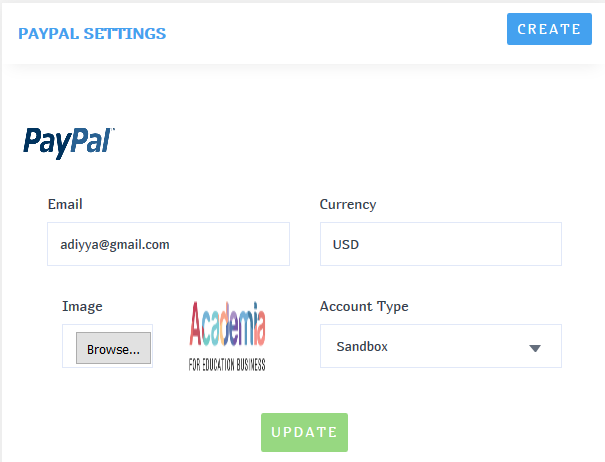 PAYPAL SETTINGS
CREATE
PayPal
Email
Currency
adiyya@gmail.com
USD
Image
Account Type
Browse...
Academia
FOR EDUCATION BUSINESS
Sandbox
UPDATE